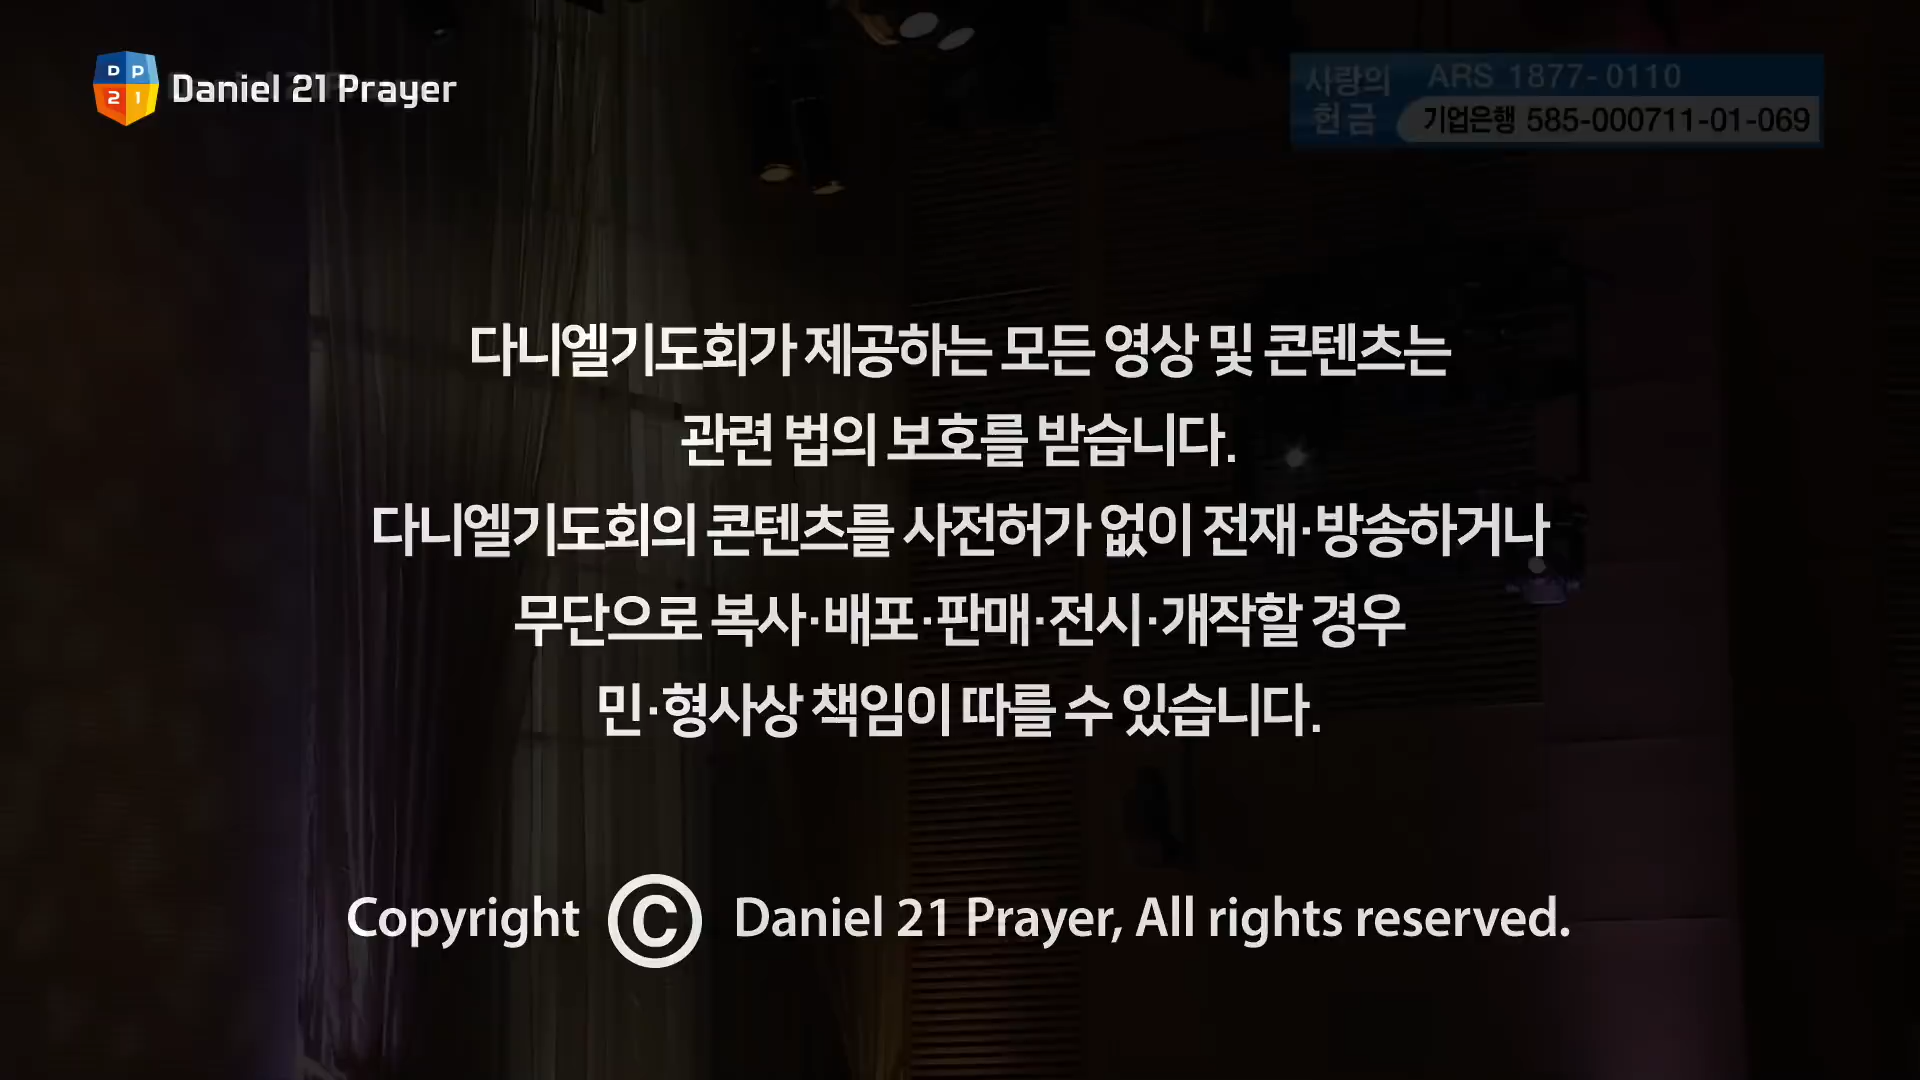 DP
21
Daniel 21 Prayer
사랑의
헌금
ARS 1877-0110
기업은행 585-000711-01-069
다니엘기도회가 제공하는 모든 영상 및 콘텐츠는
관련 법의 보호를 받습니다.
다니엘기도회의 콘텐츠를 사전허가 없이 전재·방송하거나
무단으로 복사·배포·판매·전시·개작할 경우
민·형사상 책임이 따를 수 있습니다.
Copyright © Daniel 21 Prayer, All rights reserved.